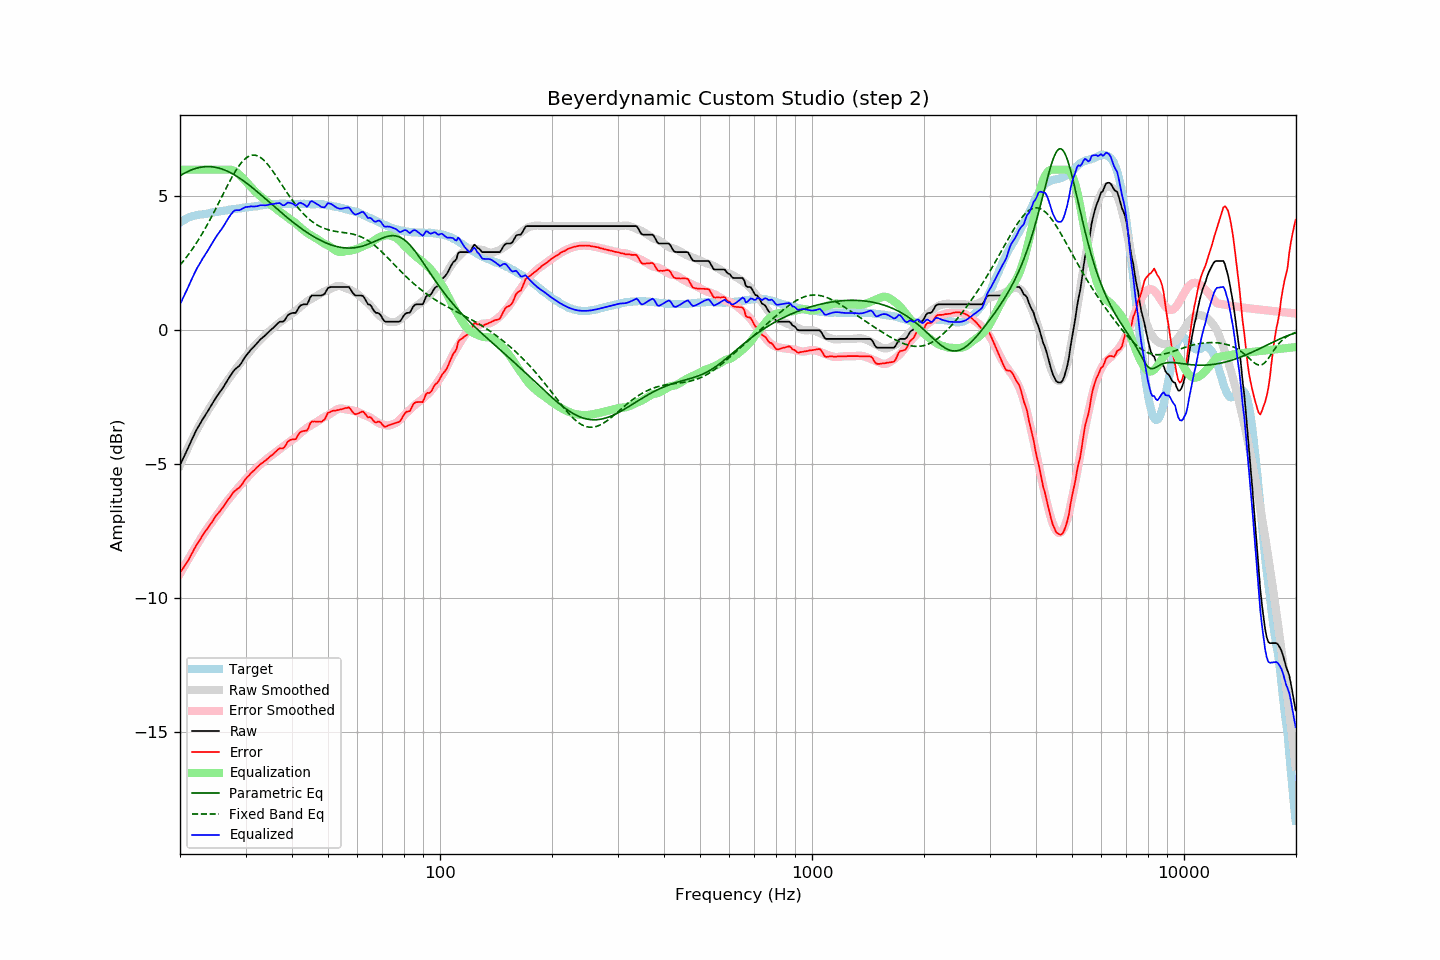 Beyerdynamic Custom Studio (step 2)
5
0
−5
−10
−15
Amplitude (dBr)
Target
Raw Smoothed
Error Smoothed
Raw
Error
Equalization
Parametric Eq
Fixed Band Eq
Equalized
100
1000
10000
Frequency (Hz)